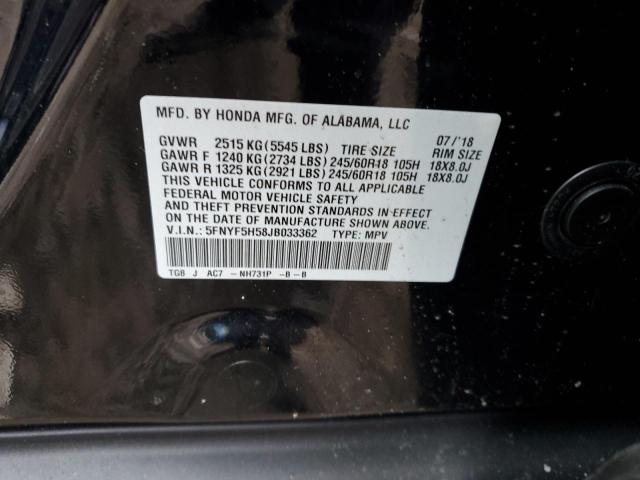 MFD. BY HONDA MFG. OF ALABAMA, LLC 07/'18
GVWR 2515 KG (5545 LBS) TIRE SIZE RIM SIZE
GAWR F 1240 KG (2734 LBS) 245/60R18 105H 18X8.0J
GAWR R 1325 KG (2921 LBS) 245/60R18 105H 18X8.0J
THIS VEHICLE CONFORMS TO ALL APPLICABLE
FEDERAL MOTOR VEHICLE SAFETY
AND THEFT PREVENTION STANDARDS IN EFFECT
ON THE DATE OF MANUFACTURE SHOWN ABOVE.
V.I.N.: 5FNYF5H58JB033362 TYPE: MPV
TG8 J AC7 -NH731P -B-B